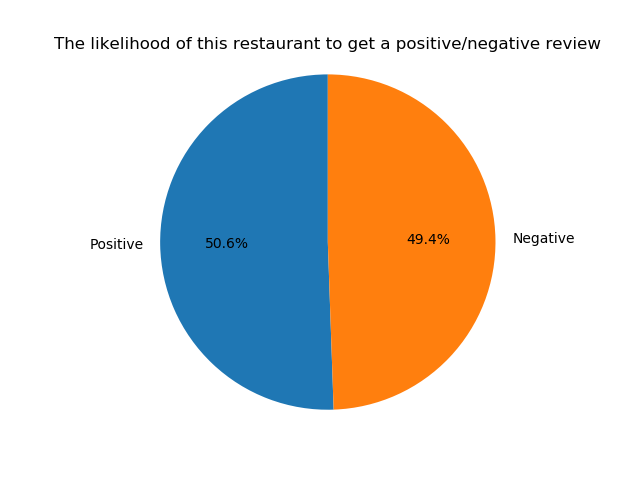 The likelihood of this restaurant to get a positive/negative review
Positive
50.6%
49.4%
Negative